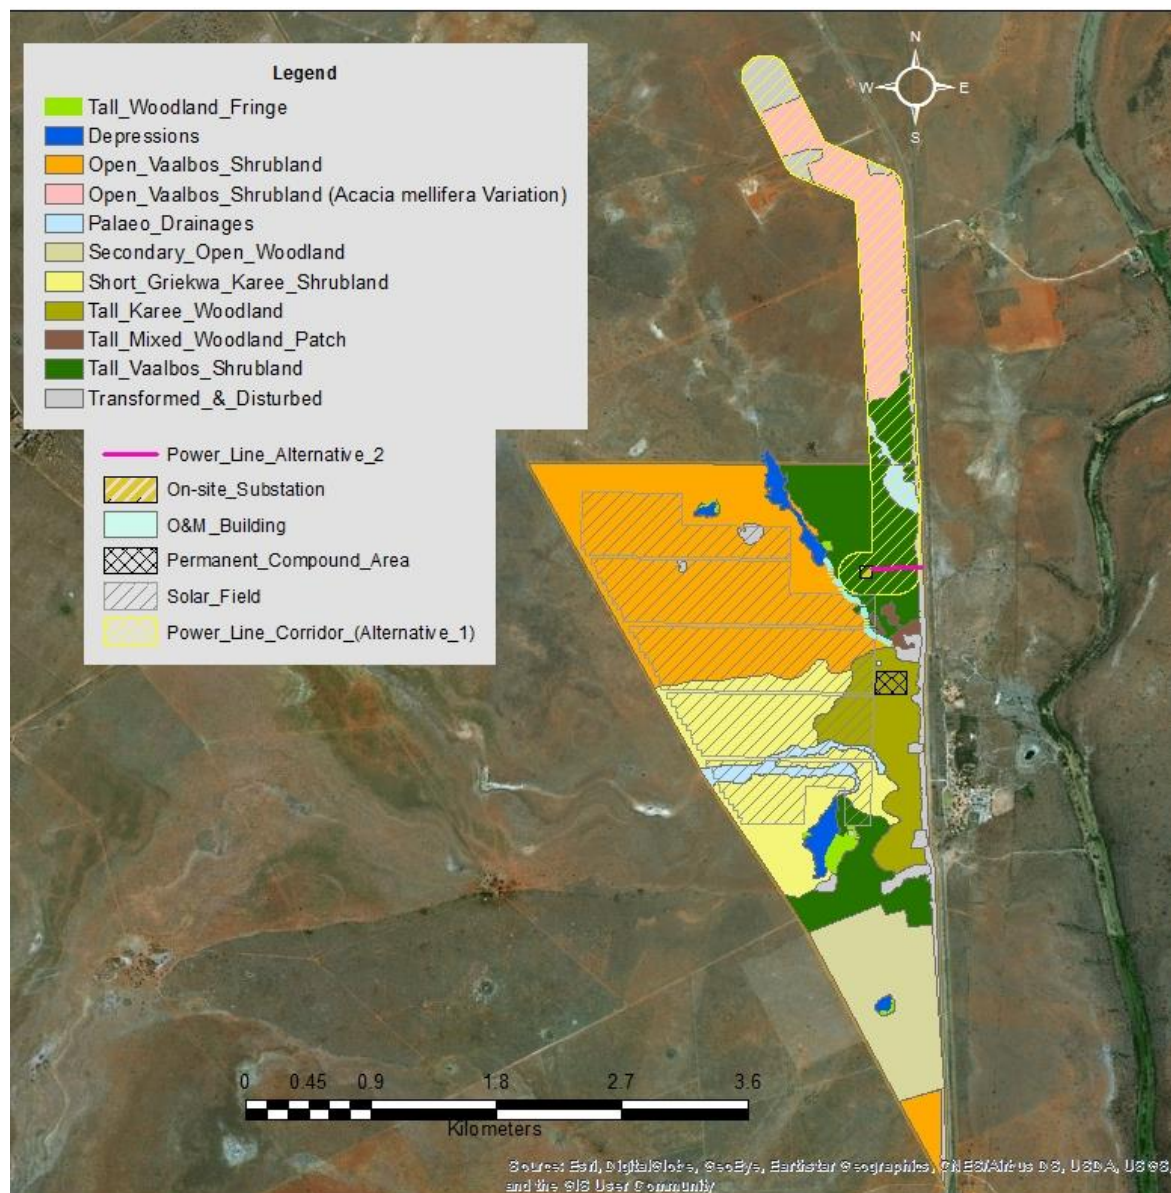 N
W E
S
Legend
Tall_Woodland_Fringe
Depressions
Open_Vaalbos_Shrubland
Open_Vaalbos_Shrubland (Acacia mellifera Variation)
Palaeo_Drainages
Secondary_Open_Woodland
Short_Griekwa_Karee_Shrubland
Tall_Karee_Woodland
Tall_Mixed_Woodland_Patch
Tall_Vaalbos_Shrubland
Transformed_&_Disturbed
Power_Line_Alternative_2
On-site_Substation
O&M_Building
Permanent_Compound_Area
Solar_Field
Power_Line_Corridor_(Alternative_1)
0 0.45 0.9 1.8 2.7 3.6
Kilometers
Source: Esri, DigitalGlobe, GeoEye, Earthstar Geographics, CNES/Airbus DS, USDA, USGS
and the GIS User Community